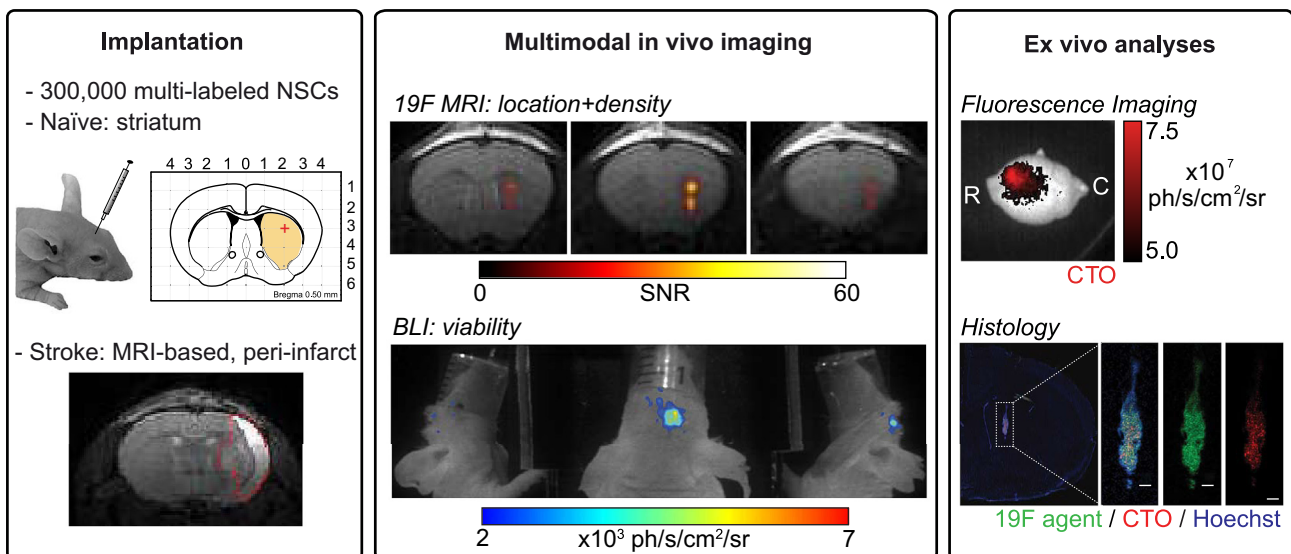 Implantation
- 300,000 multi-labeled NSCs
- Naïve: striatum
4 3 2 1 0 1 2 3 4
1
2
3
4
5
6
Bregma 0.50 mm
- Stroke: MRI-based, peri-infarct
Multimodal in vivo imaging
19F MRI: location+density
0 SNR 60
BLI: viability
1
2 x10³ ph/s/cm²/sr 7
Ex vivo analyses
Fluorescence Imaging
R C
7.5
x10⁷
ph/s/cm²/sr
5.0
CTO
Histology
19F agent / CTO / Hoechst